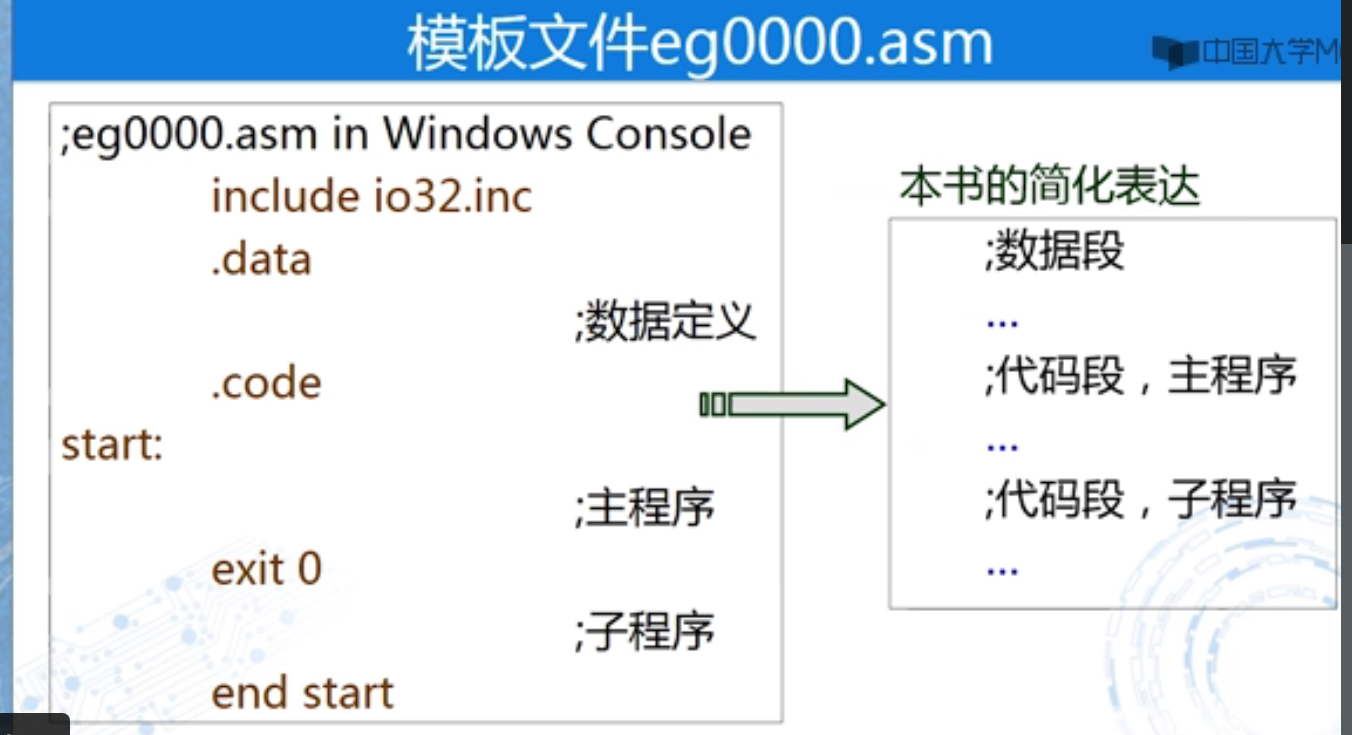 模板文件eg0000.asm
中国大学M
;eg0000.asm in Windows Console
include io32.inc
.data
;数据定义
.code
start:
;主程序
exit 0
;子程序
end start
本书的简化表达
;数据段
...
;代码段，主程序
...
;代码段，子程序
...